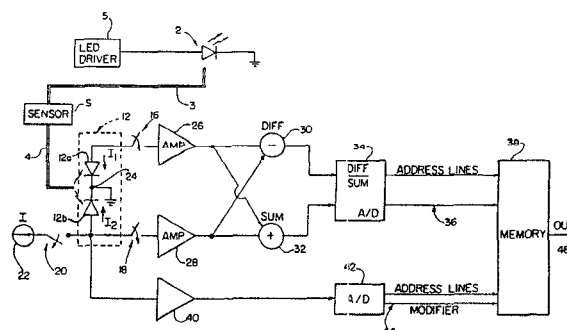 5
2
LED
DRIVER
3
SENSOR
S
12
16
26
12a
I1
AMP
DIFF
30
-
34
DIFF
SUM
A/D
ADDRESS LINES
38
4
24
I
12b
I2
SUM
+
32
36
MEMORY
OU
48
22
20
18
AMP
28
40
42
A/D
ADDRESS LINES
MODIFIER